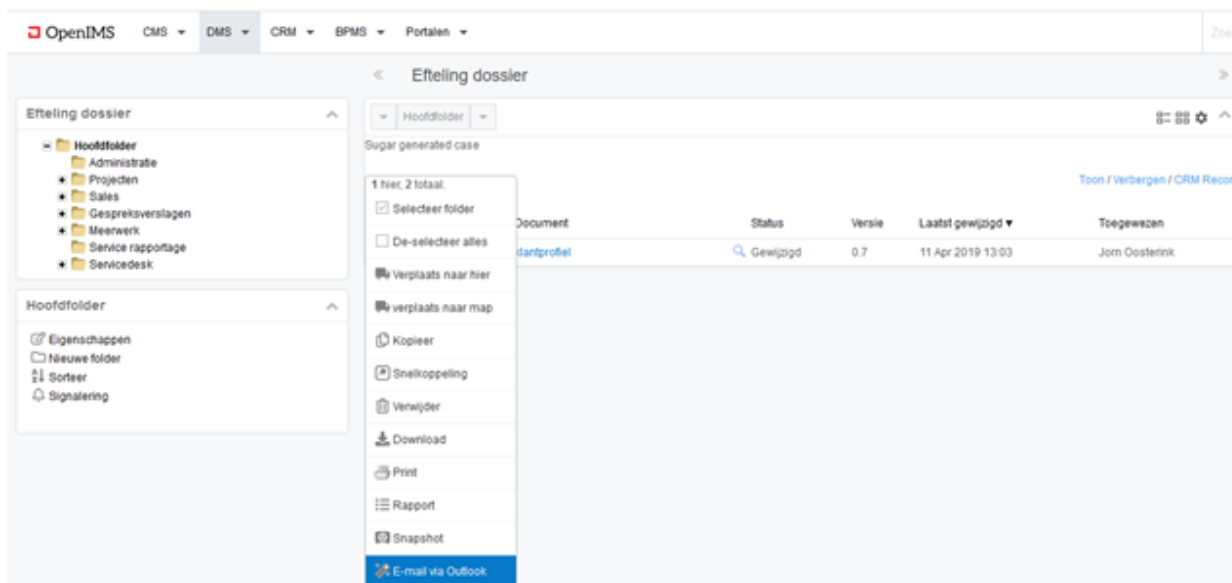 OpenIMS CMS DMS CRM BPMS Portalen Zoe
« Efteling dossier »
Efteling dossier
Hoofdfolder
Administratie
Projecten
Sales
Gespreksverslagen
Meerwerk
Service rapportage
Servicedesk
Hoofdfolder
Eigenschappen
Nieuwe folder
Sorteer
Signalering
Hoofdfolder
Sugar generated case
Toon / Verbergen / CRM Recor
1 hier, 2 totaal.
Selecteer folder
De-selecteer alles
Verplaats naar hier
verplaats naar map
Kopieer
Snelkoppeling
Verwijder
Download
Print
Rapport
Snapshot
E-mail via Outlook
Document Status Versie Laatst gewijzigd ▼ Toegewezen
dantprofiel Gewijzigd 0.7 11 Apr 2019 13:03 Jorn Oosterink